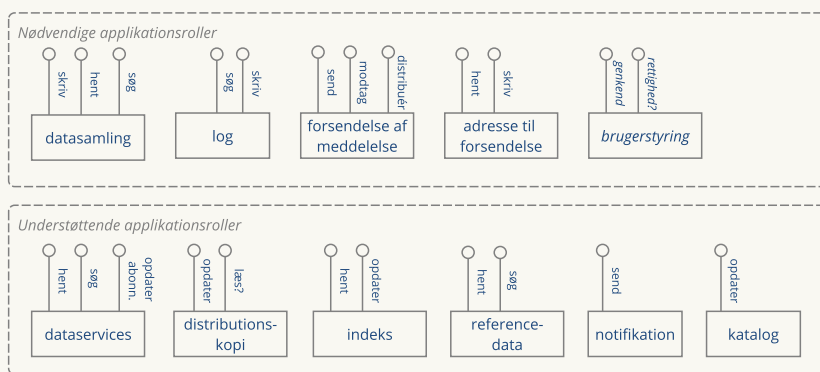 Nødvendige applikationsroller
skriv
hent
søg
datasamling
søg
skriv
log
send
modtag
distribuér
forsendelse af
meddelelse
hent
skriv
adresse til
forsendelse
genkend
rettighed?
brugerstyring
Understøttende applikationsroller
hent
søg
opdater
abonn.
dataservices
opdater
læs?
distributions-
kopi
hent
opdater
indeks
hent
søg
reference-
data
send
notifikation
opdater
katalog